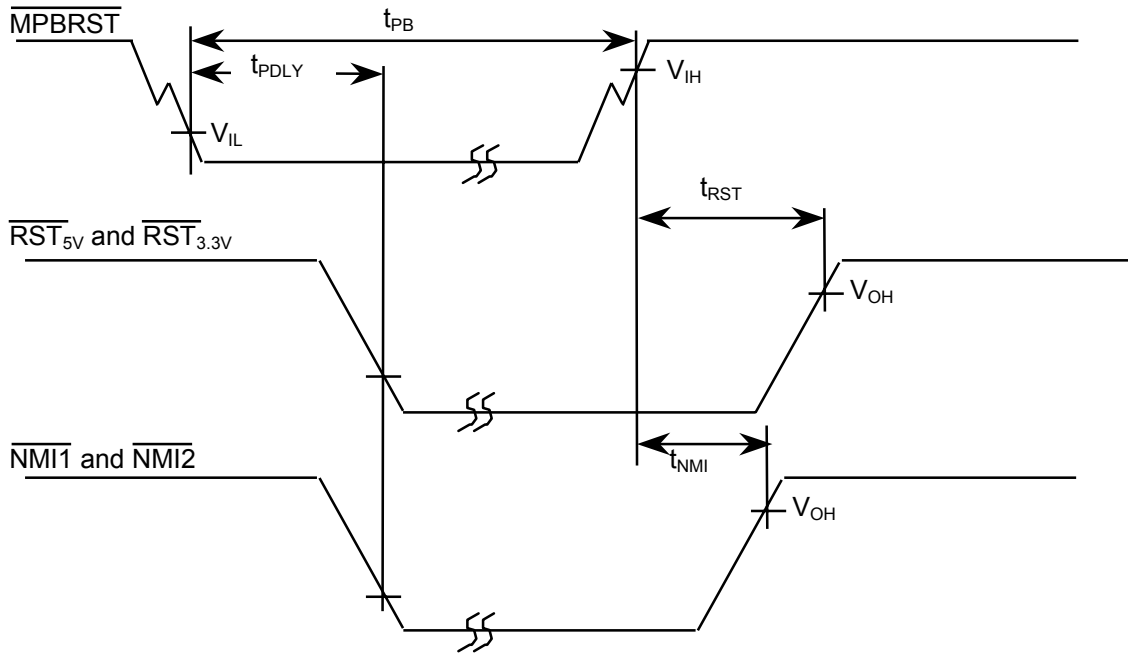 MPBRST
tPB
tPDLY
VIH
VIL
tRST
RST5V and RST3.3V
VOH
NMI1 and NMI2
tNMI
VOH